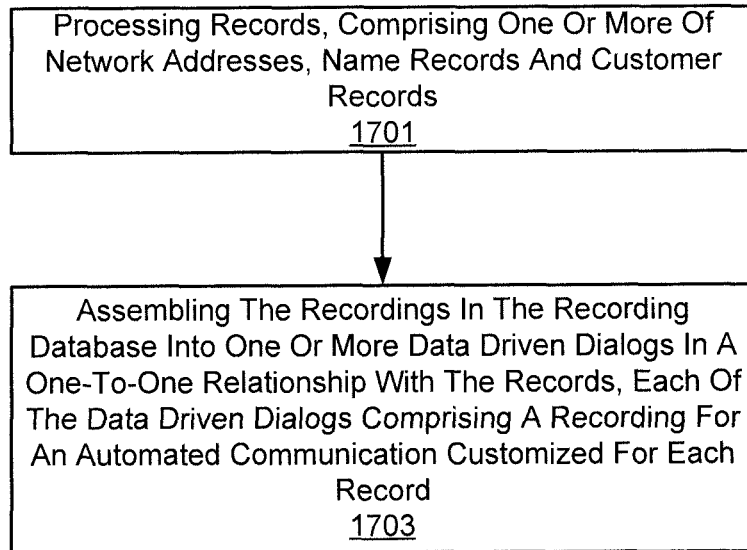 Processing Records, Comprising One Or More Of
Network Addresses, Name Records And Customer
Records
1701
Assembling The Recordings In The Recording
Database Into One Or More Data Driven Dialogs In A
One-To-One Relationship With The Records, Each Of
The Data Driven Dialogs Comprising A Recording For
An Automated Communication Customized For Each
Record
1703